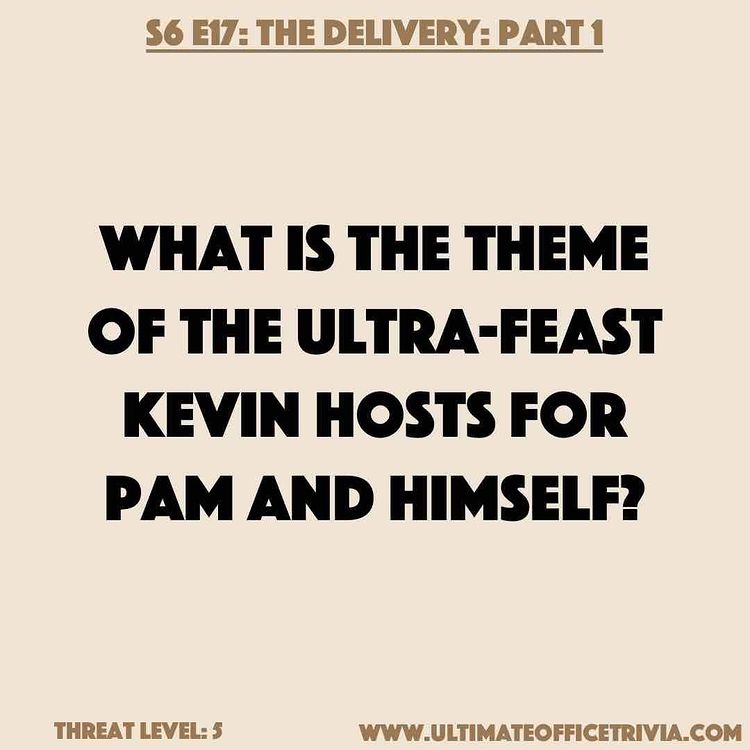 S6 E17: THE DELIVERY: PART 1
WHAT IS THE THEME
OF THE ULTRA-FEAST
KEVIN HOSTS FOR
PAM AND HIMSELF?
THREAT LEVEL: 5
WWW.ULTIMATEOFFICETRIVIA.COM